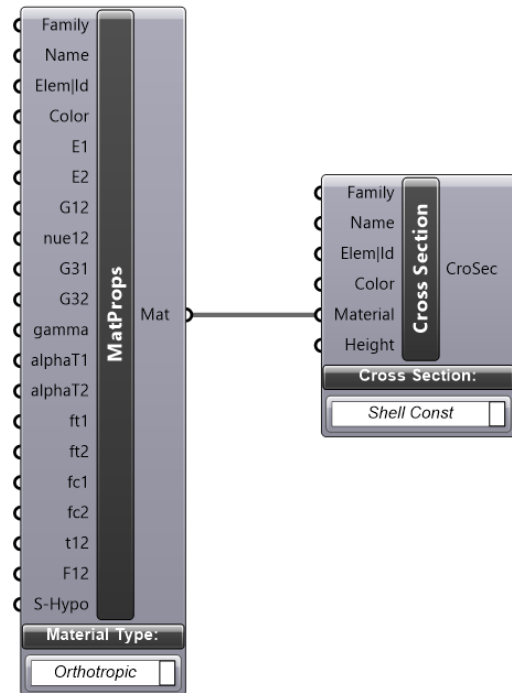 Family
Name
Elem|Id
Color
E1
E2
G12
nue12
G31
G32
gamma
alphaT1
alphaT2
ft1
ft2
fc1
fc2
t12
F12
S-Hypo
MatProps
Mat
Material Type:
Orthotropic
Family
Name
Elem|Id
Color
Material
Height
Cross Section
CroSec
Cross Section:
Shell Const